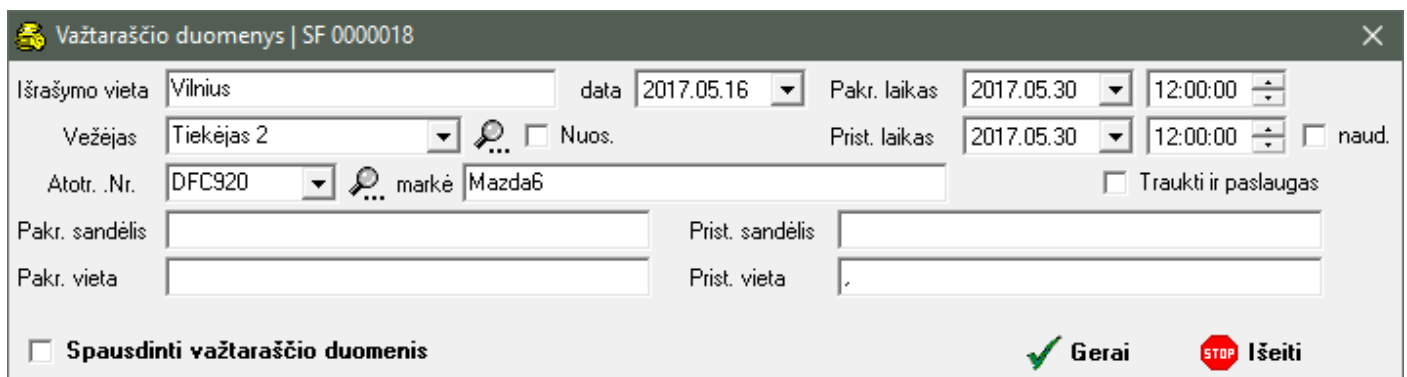 Važtaraščio duomenys | SF 0000018
Išrašymo vieta Vilnius data 2017.05.16 Pakr. laikas 2017.05.30 12:00:00
Vežėjas Tiekėjas 2 Nuos. Prist. laikas 2017.05.30 12:00:00 naud.
Atotr. .Nr. DFC920 markė Mazda6 Traukti ir paslaugas
Pakr. sandėlis Prist. sandėlis
Pakr. vieta Prist. vieta ,
Spausdinti važtaraščio duomenis Gerai STOP Išeiti